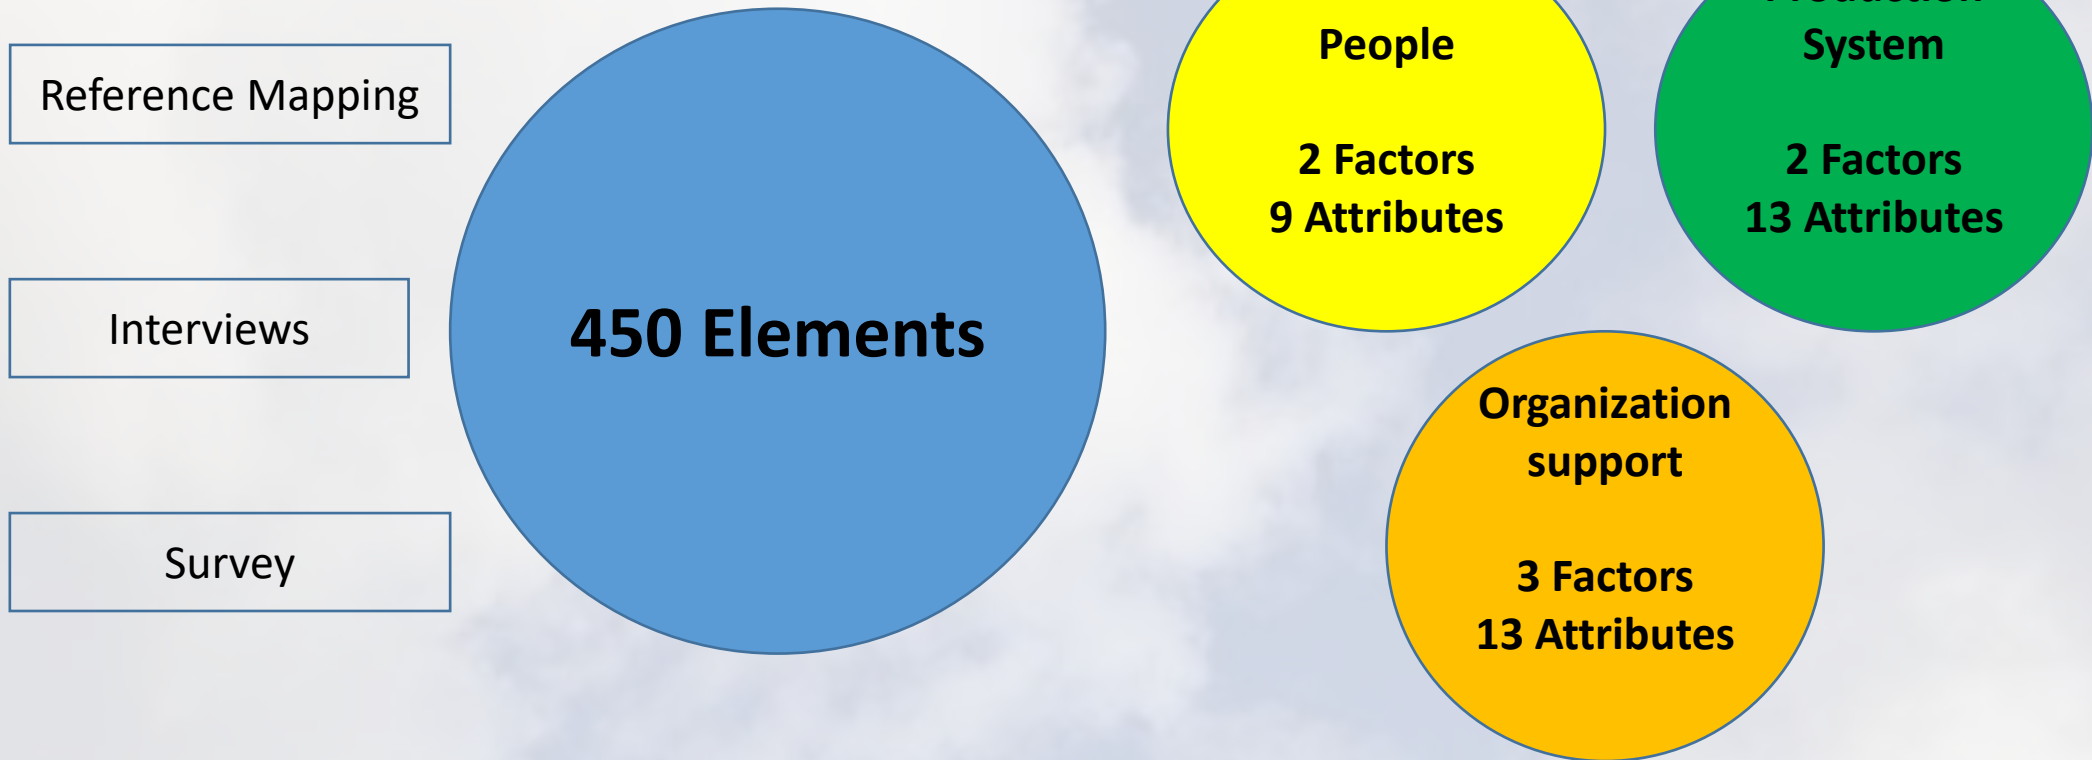 Reference Mapping
Interviews
Survey
450 Elements
People
2 Factors
9 Attributes
Production
System
2 Factors
13 Attributes
Organization
support
3 Factors
13 Attributes